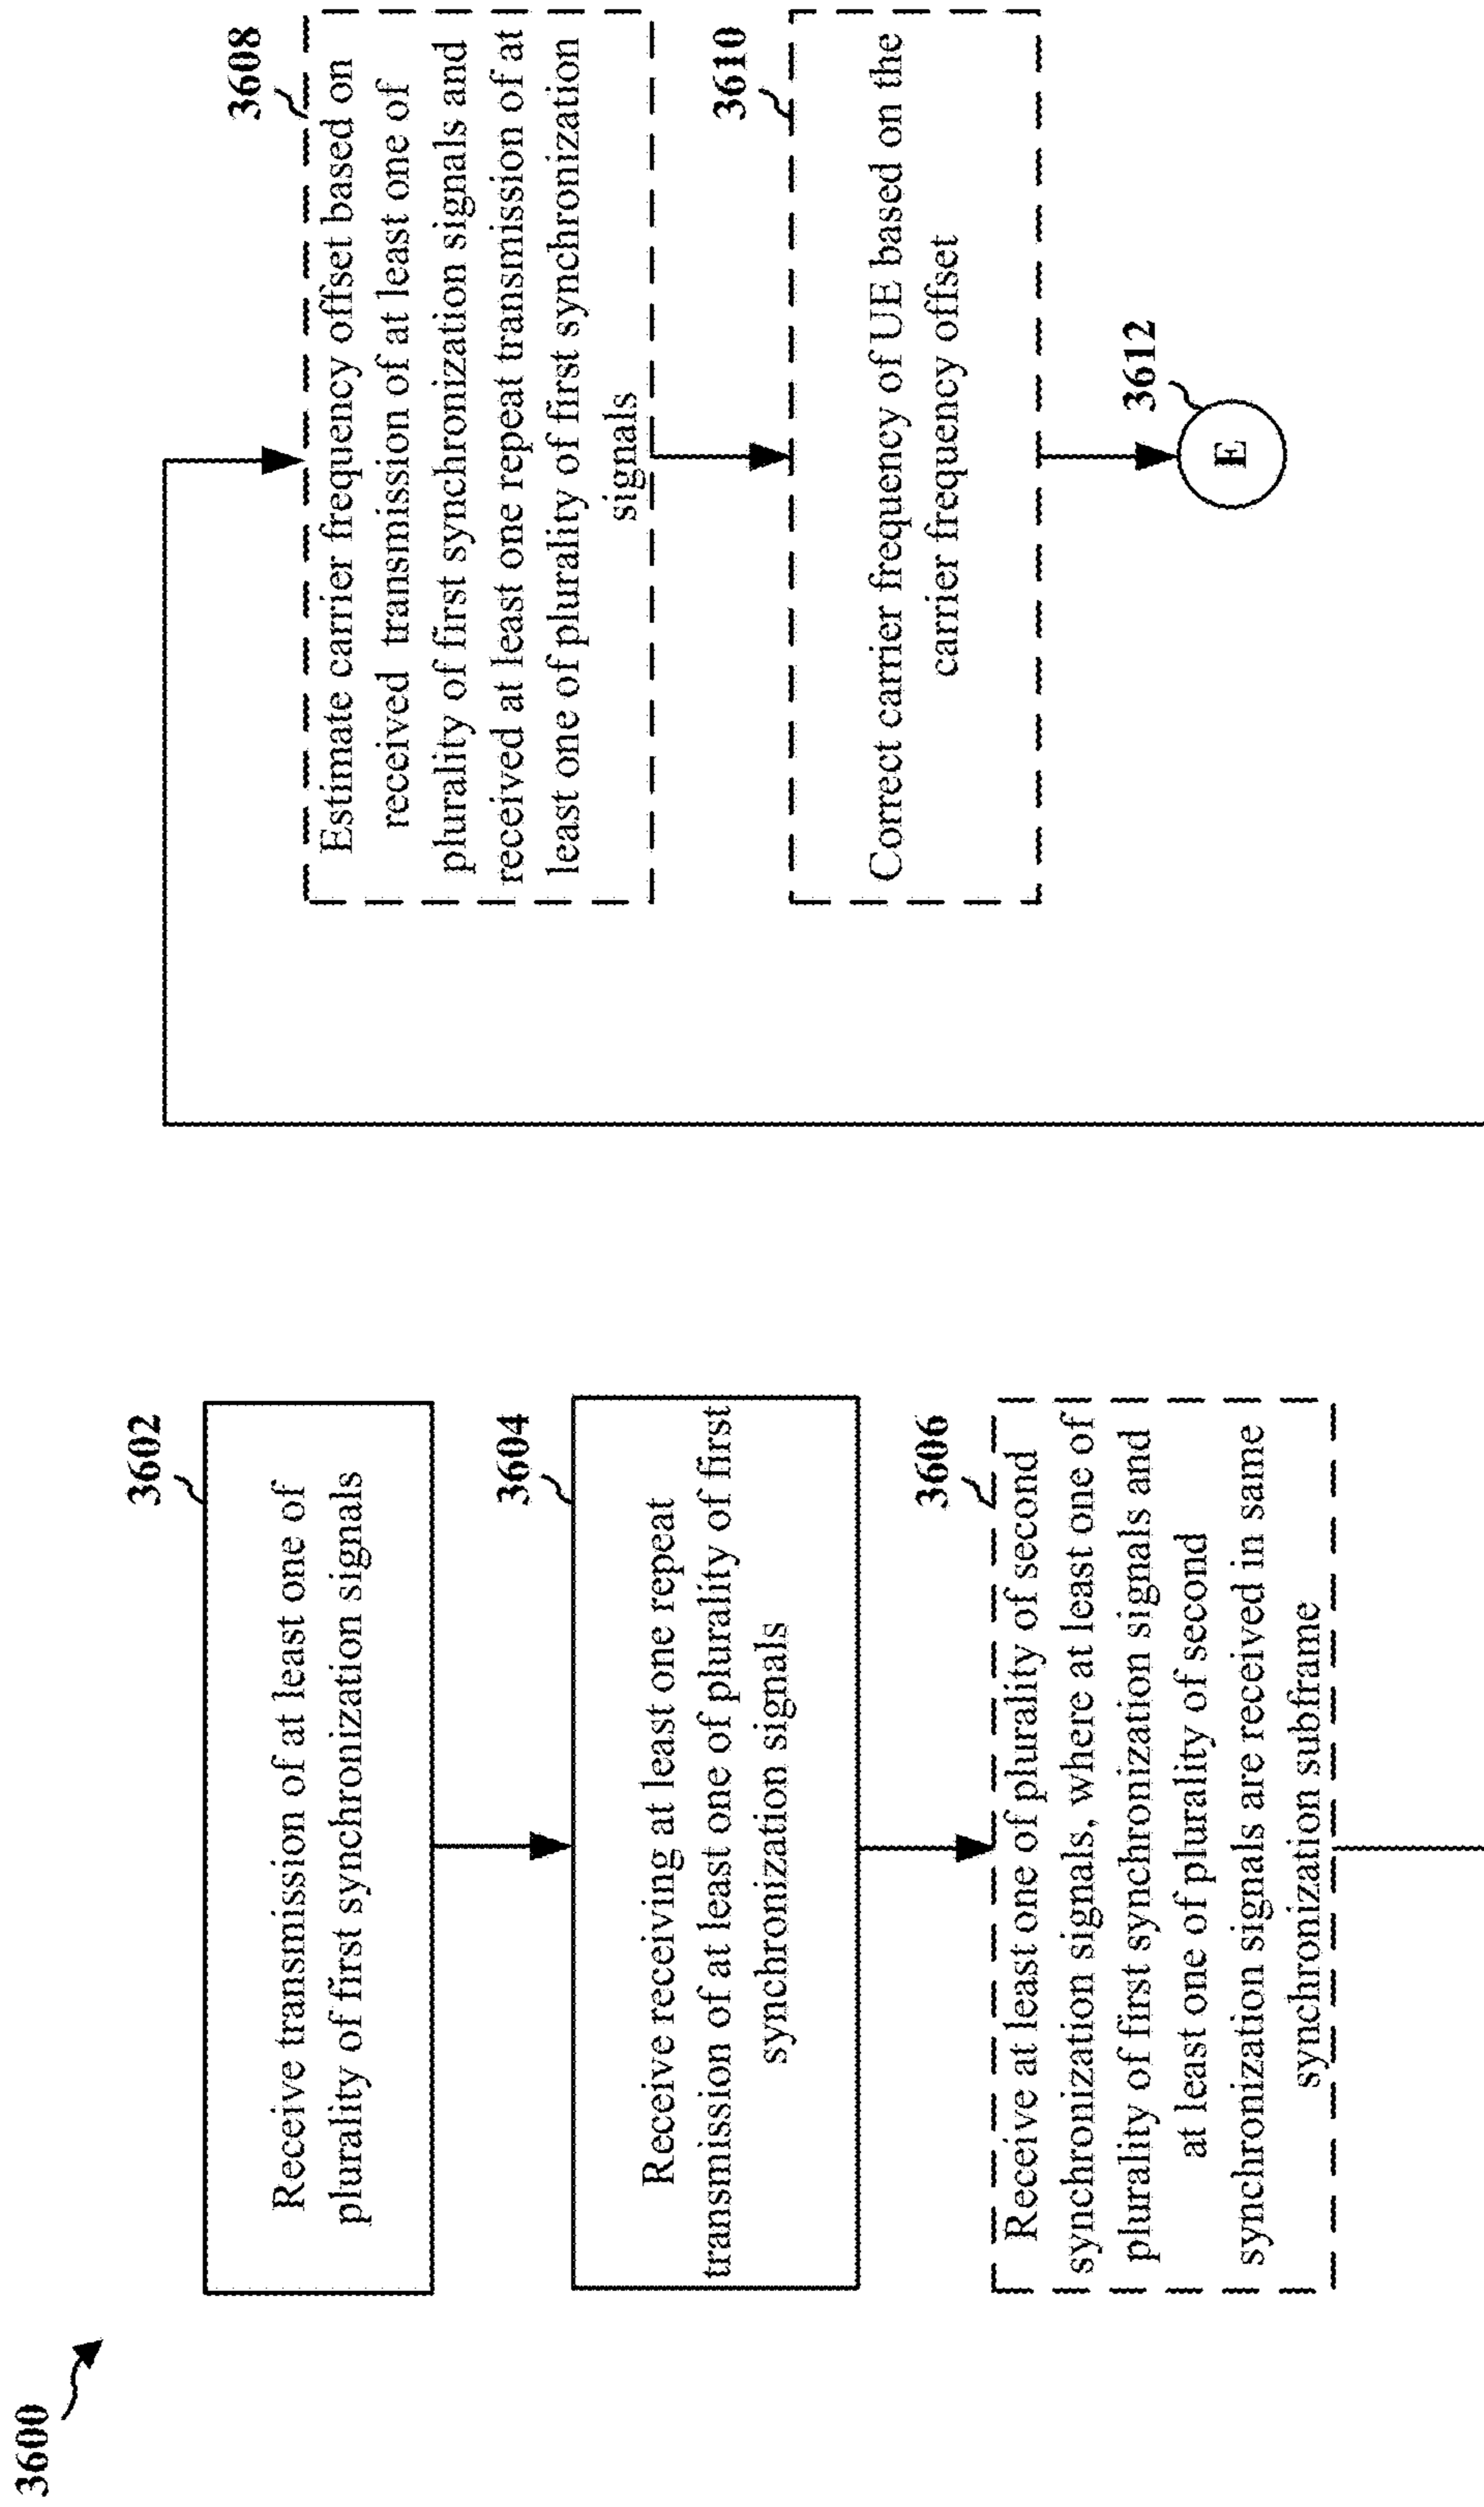 3600
3602
Receive transmission of at least one of
plurality of first synchronization signals
3604
Receive receiving at least one repeat
transmission of at least one of plurality of first
synchronization signals
3606
Receive at least one of plurality of second
synchronization signals, where at least one of
plurality of first synchronization signals and
at least one of plurality of second
synchronization signals are received in same
synchronization subframe
3608
Estimate carrier frequency offset based on
received transmission of at least one of
plurality of first synchronization signals and
received at least one repeat transmission of at
least one of plurality of first synchronization
signals
3610
Correct carrier frequency of UE based on the
carrier frequency offset
3612
E